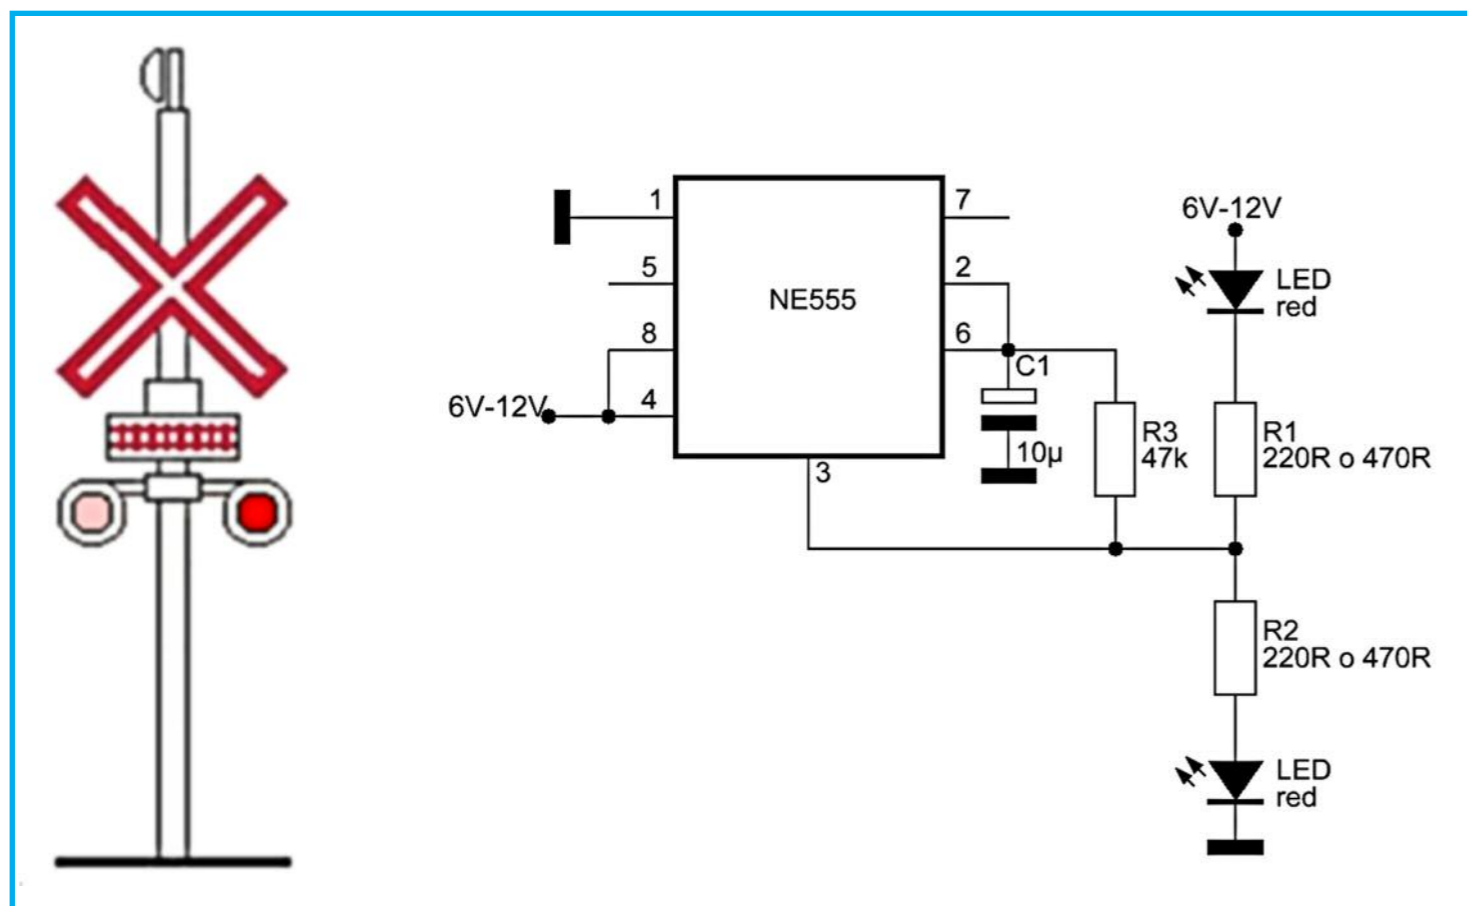 1
7
6V-12V
5
2
LED
red
NE555
8
6
C1
6V-12V
4
10µ
R3
47k
R1
220R o 470R
3
R2
220R o 470R
LED
red